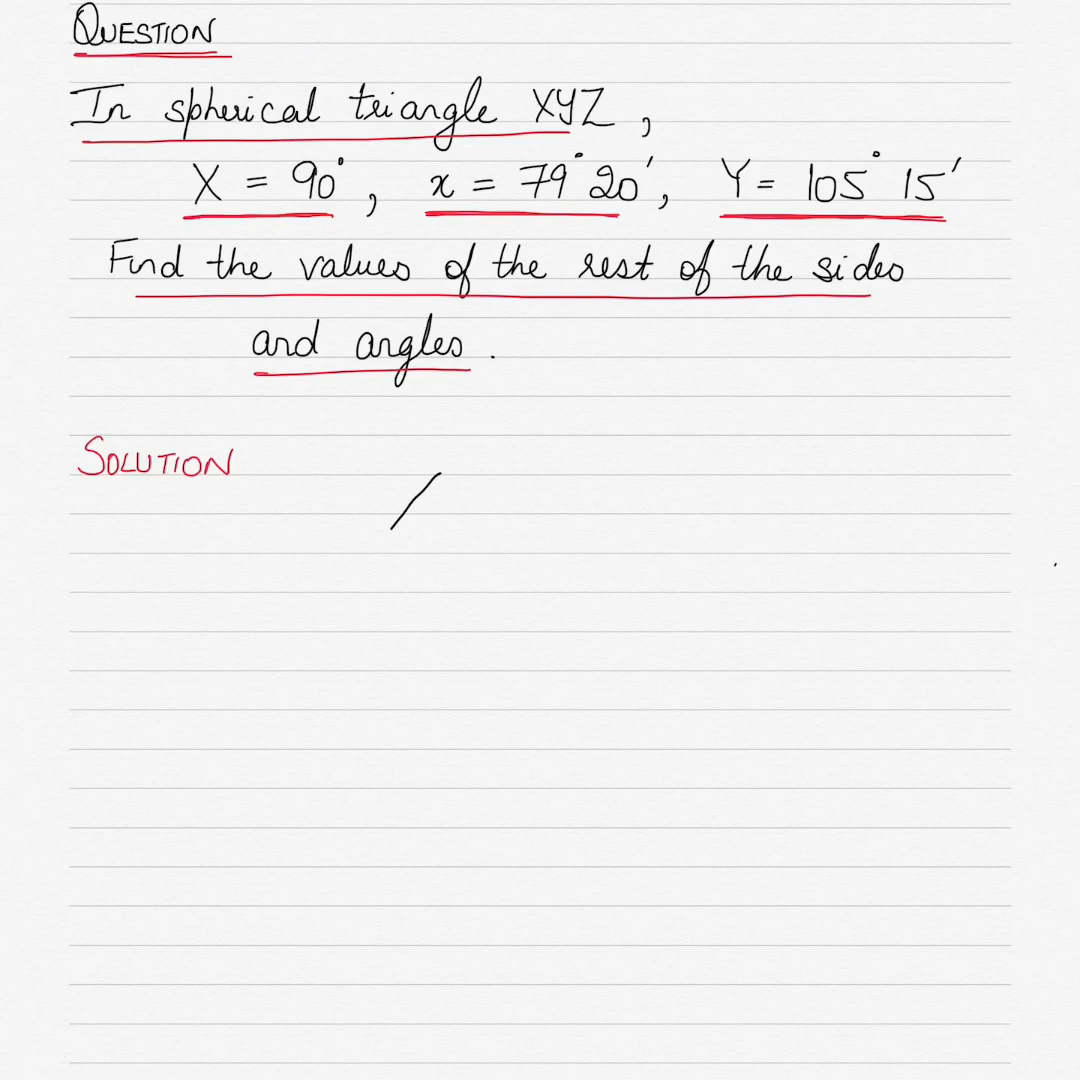 QUESTION
In spherical triangle XYZ,
X = 90°, x = 79° 20′, Y = 105° 15′
Find the values of the rest of the sides
and angles.
SOLUTION